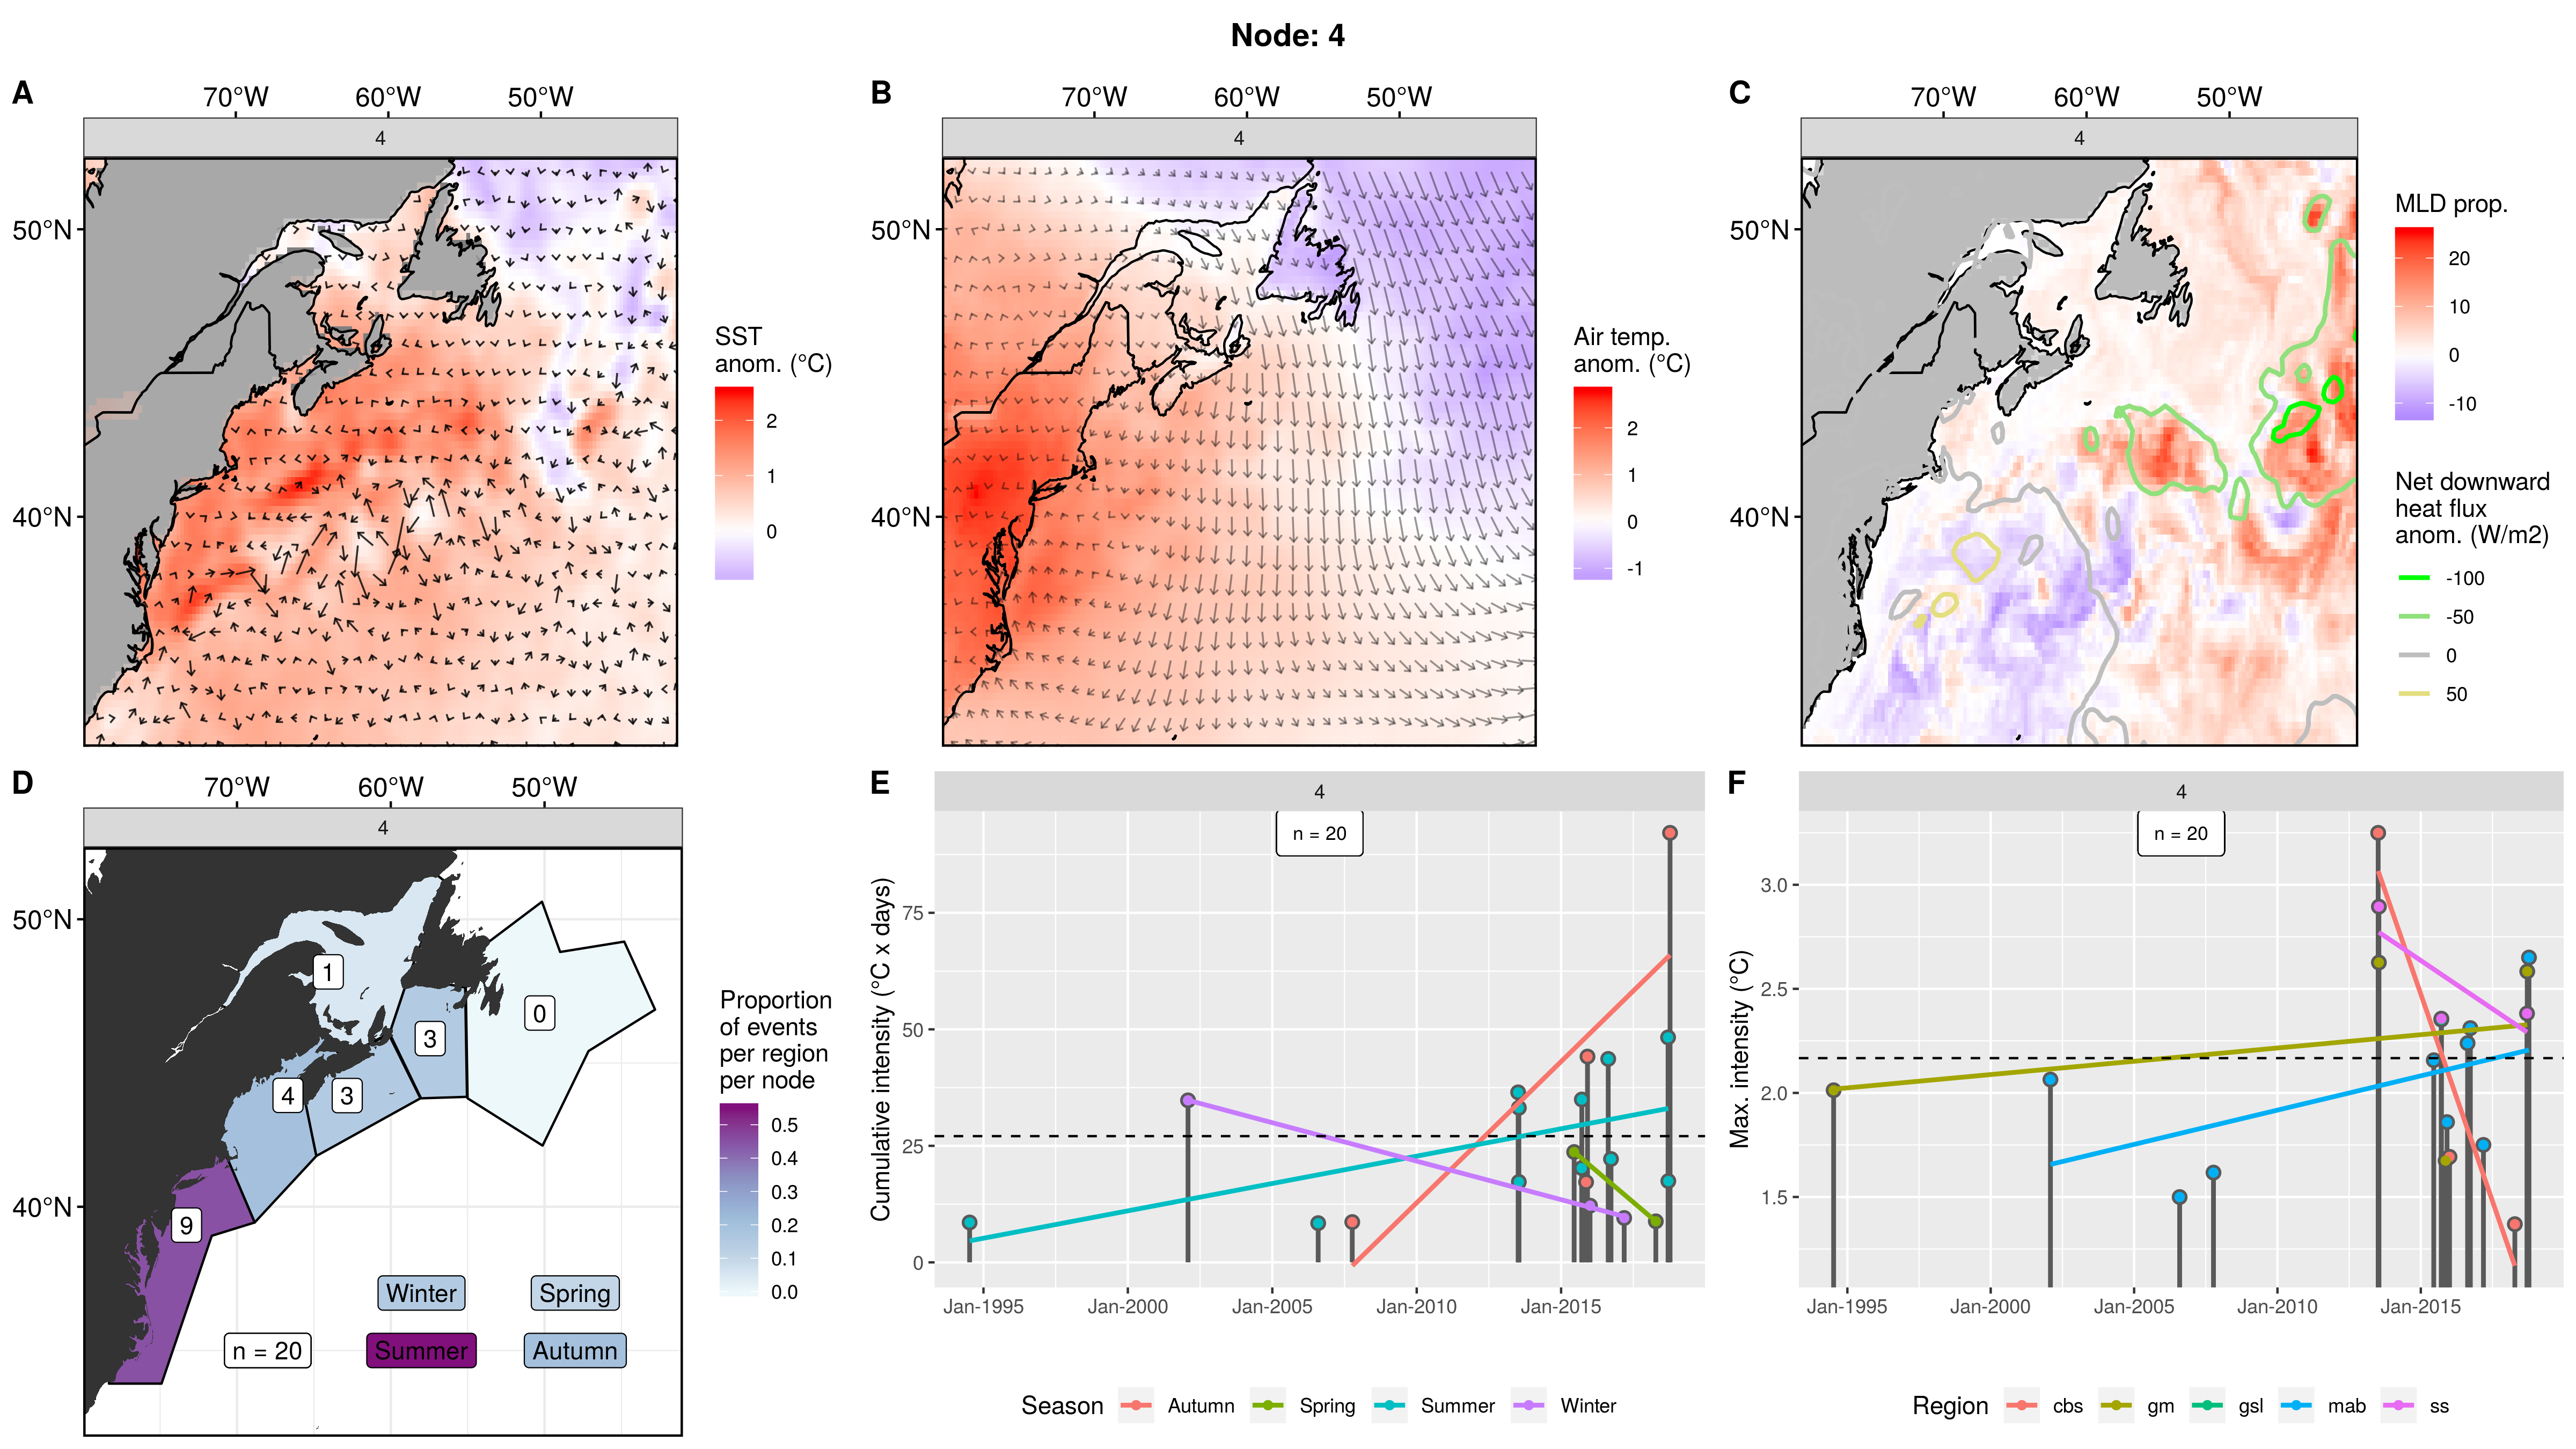 Node: 4
A
70°W 60°W 50°W
4
50°N
40°N
SST
anom. (°C)
2
1
0
B
70°W 60°W 50°W
4
50°N
40°N
Air temp.
anom. (°C)
2
1
0
-1
C
70°W 60°W 50°W
4
50°N
40°N
MLD prop.
20
10
0
-10
Net downward
heat flux
anom. (W/m2)
-100
-50
0
50
D
70°W 60°W 50°W
4
50°N
40°N
1
3
0
4
3
9
Winter Spring
n = 20 Summer Autumn
Proportion
of events
per region
per node
0.5
0.4
0.3
0.2
0.1
0.0
E
4
n = 20
Cumulative intensity (°C x days)
75
50
25
0
Jan-1995 Jan-2000 Jan-2005 Jan-2010 Jan-2015
Season Autumn Spring Summer Winter
F
4
n = 20
Max. intensity (°C)
3.0
2.5
2.0
1.5
Jan-1995 Jan-2000 Jan-2005 Jan-2010 Jan-2015
Region cbs gm gsl mab ss